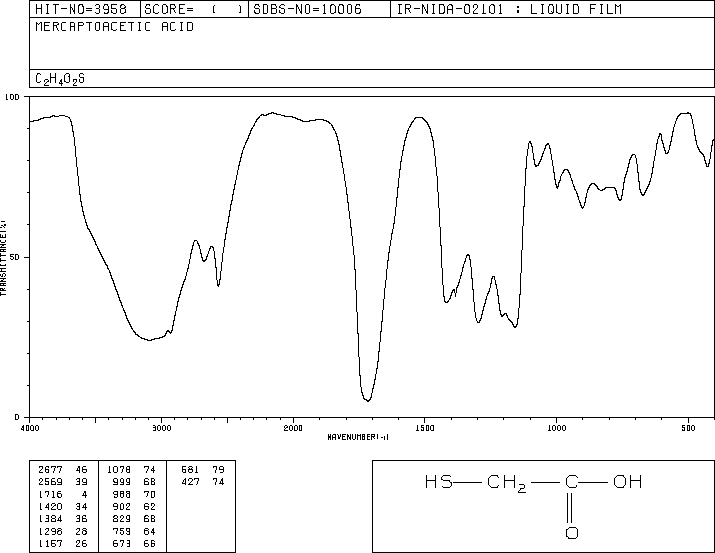 HIT-NO=3958 SCORE= ( ) SDBS-NO=10006 IR-NIDA-02101 : LIQUID FILM
MERCAPTOACETIC ACID
C2H4O2S
100
50
0
TRANSMITTANCE(%)
4000 3000 2000 1500 1000 500
WAVENUMBER(-1)
2677 46 1078 74 581 79
2569 39 999 68 427 74
1716 4 988 70
1420 34 902 62
1384 36 829 68
1298 28 759 64
1157 26 673 66
HS CH2 C OH
O